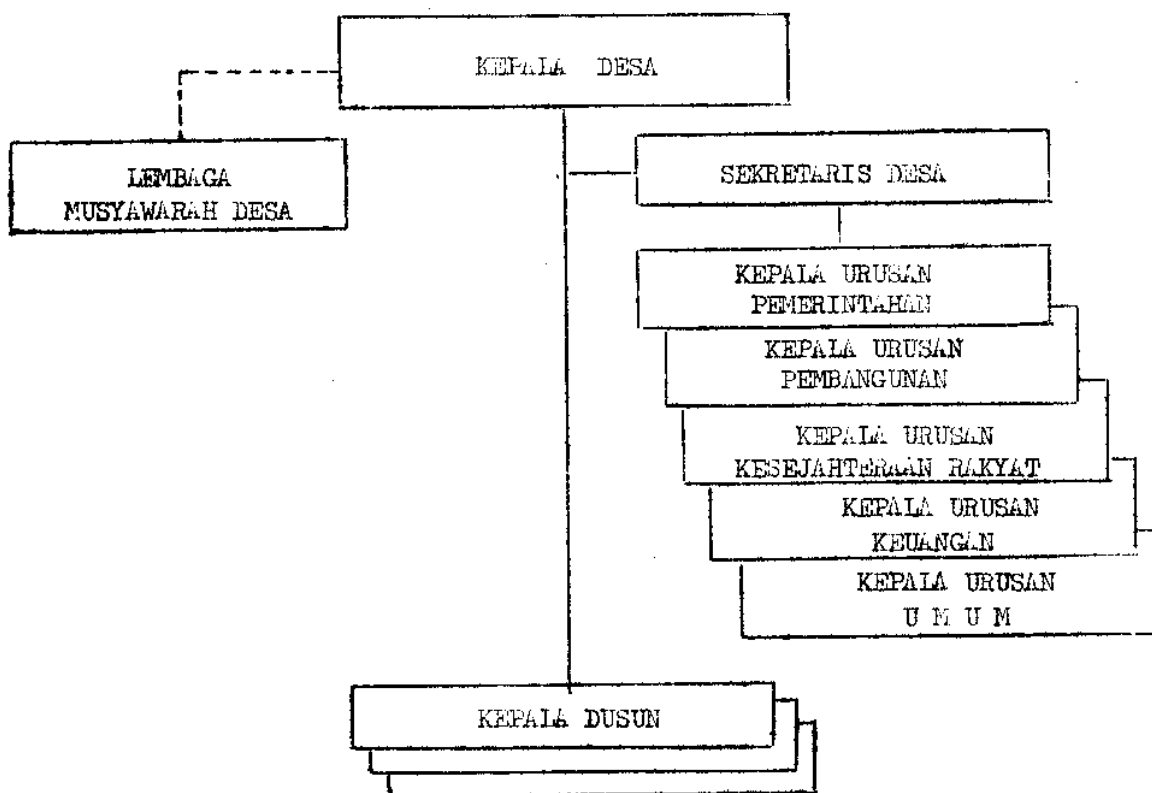 KEPALA DESA
LEMBAGA
MUSYAWARAH DESA
SEKRETARIS DESA
KEPALA URUSAN
PEMERINTAHAN
KEPALA URUSAN
PEMBANGUNAN
KEPALA URUSAN
KESEJAHTERAAN RAKYAT
KEPALA URUSAN
KEUANGAN
KEPALA URUSAN
U M U M
KEPALA DUSUN